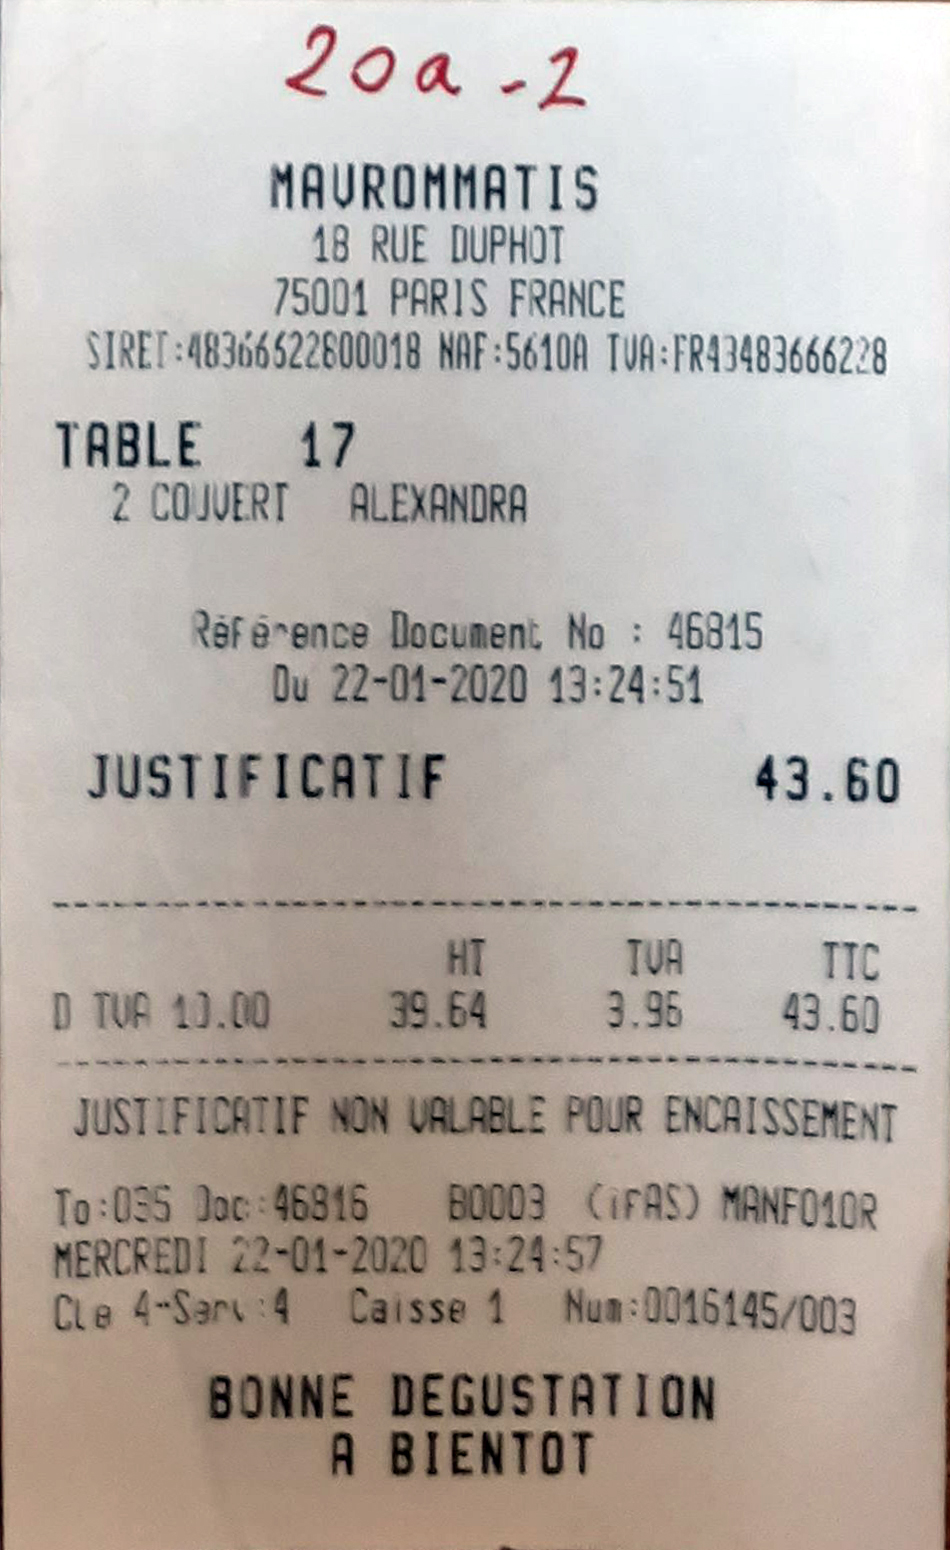 20a-2
MAVROMMATIS
18 RUE DUPHOT
75001 PARIS FRANCE
SIRET:48366622800018 NAF:5610A TVA:FR43483666228
TABLE 17
2 COUVERT ALEXANDRA
Référence Document No : 46815
Du 22-01-2020 13:24:51
JUSTIFICATIF 43.60
HT TVA TTC
D TVA 10.00 39.64 3.96 43.60
JUSTIFICATIF NON VALABLE POUR ENCAISSEMENT
To:035 Doc:46816 B0003 (iFAS) MANF010R
MERCREDI 22-01-2020 13:24:57
Cle 4-Serv:4 Caisse 1 Num:0016145/003
BONNE DEGUSTATION
A BIENTOT